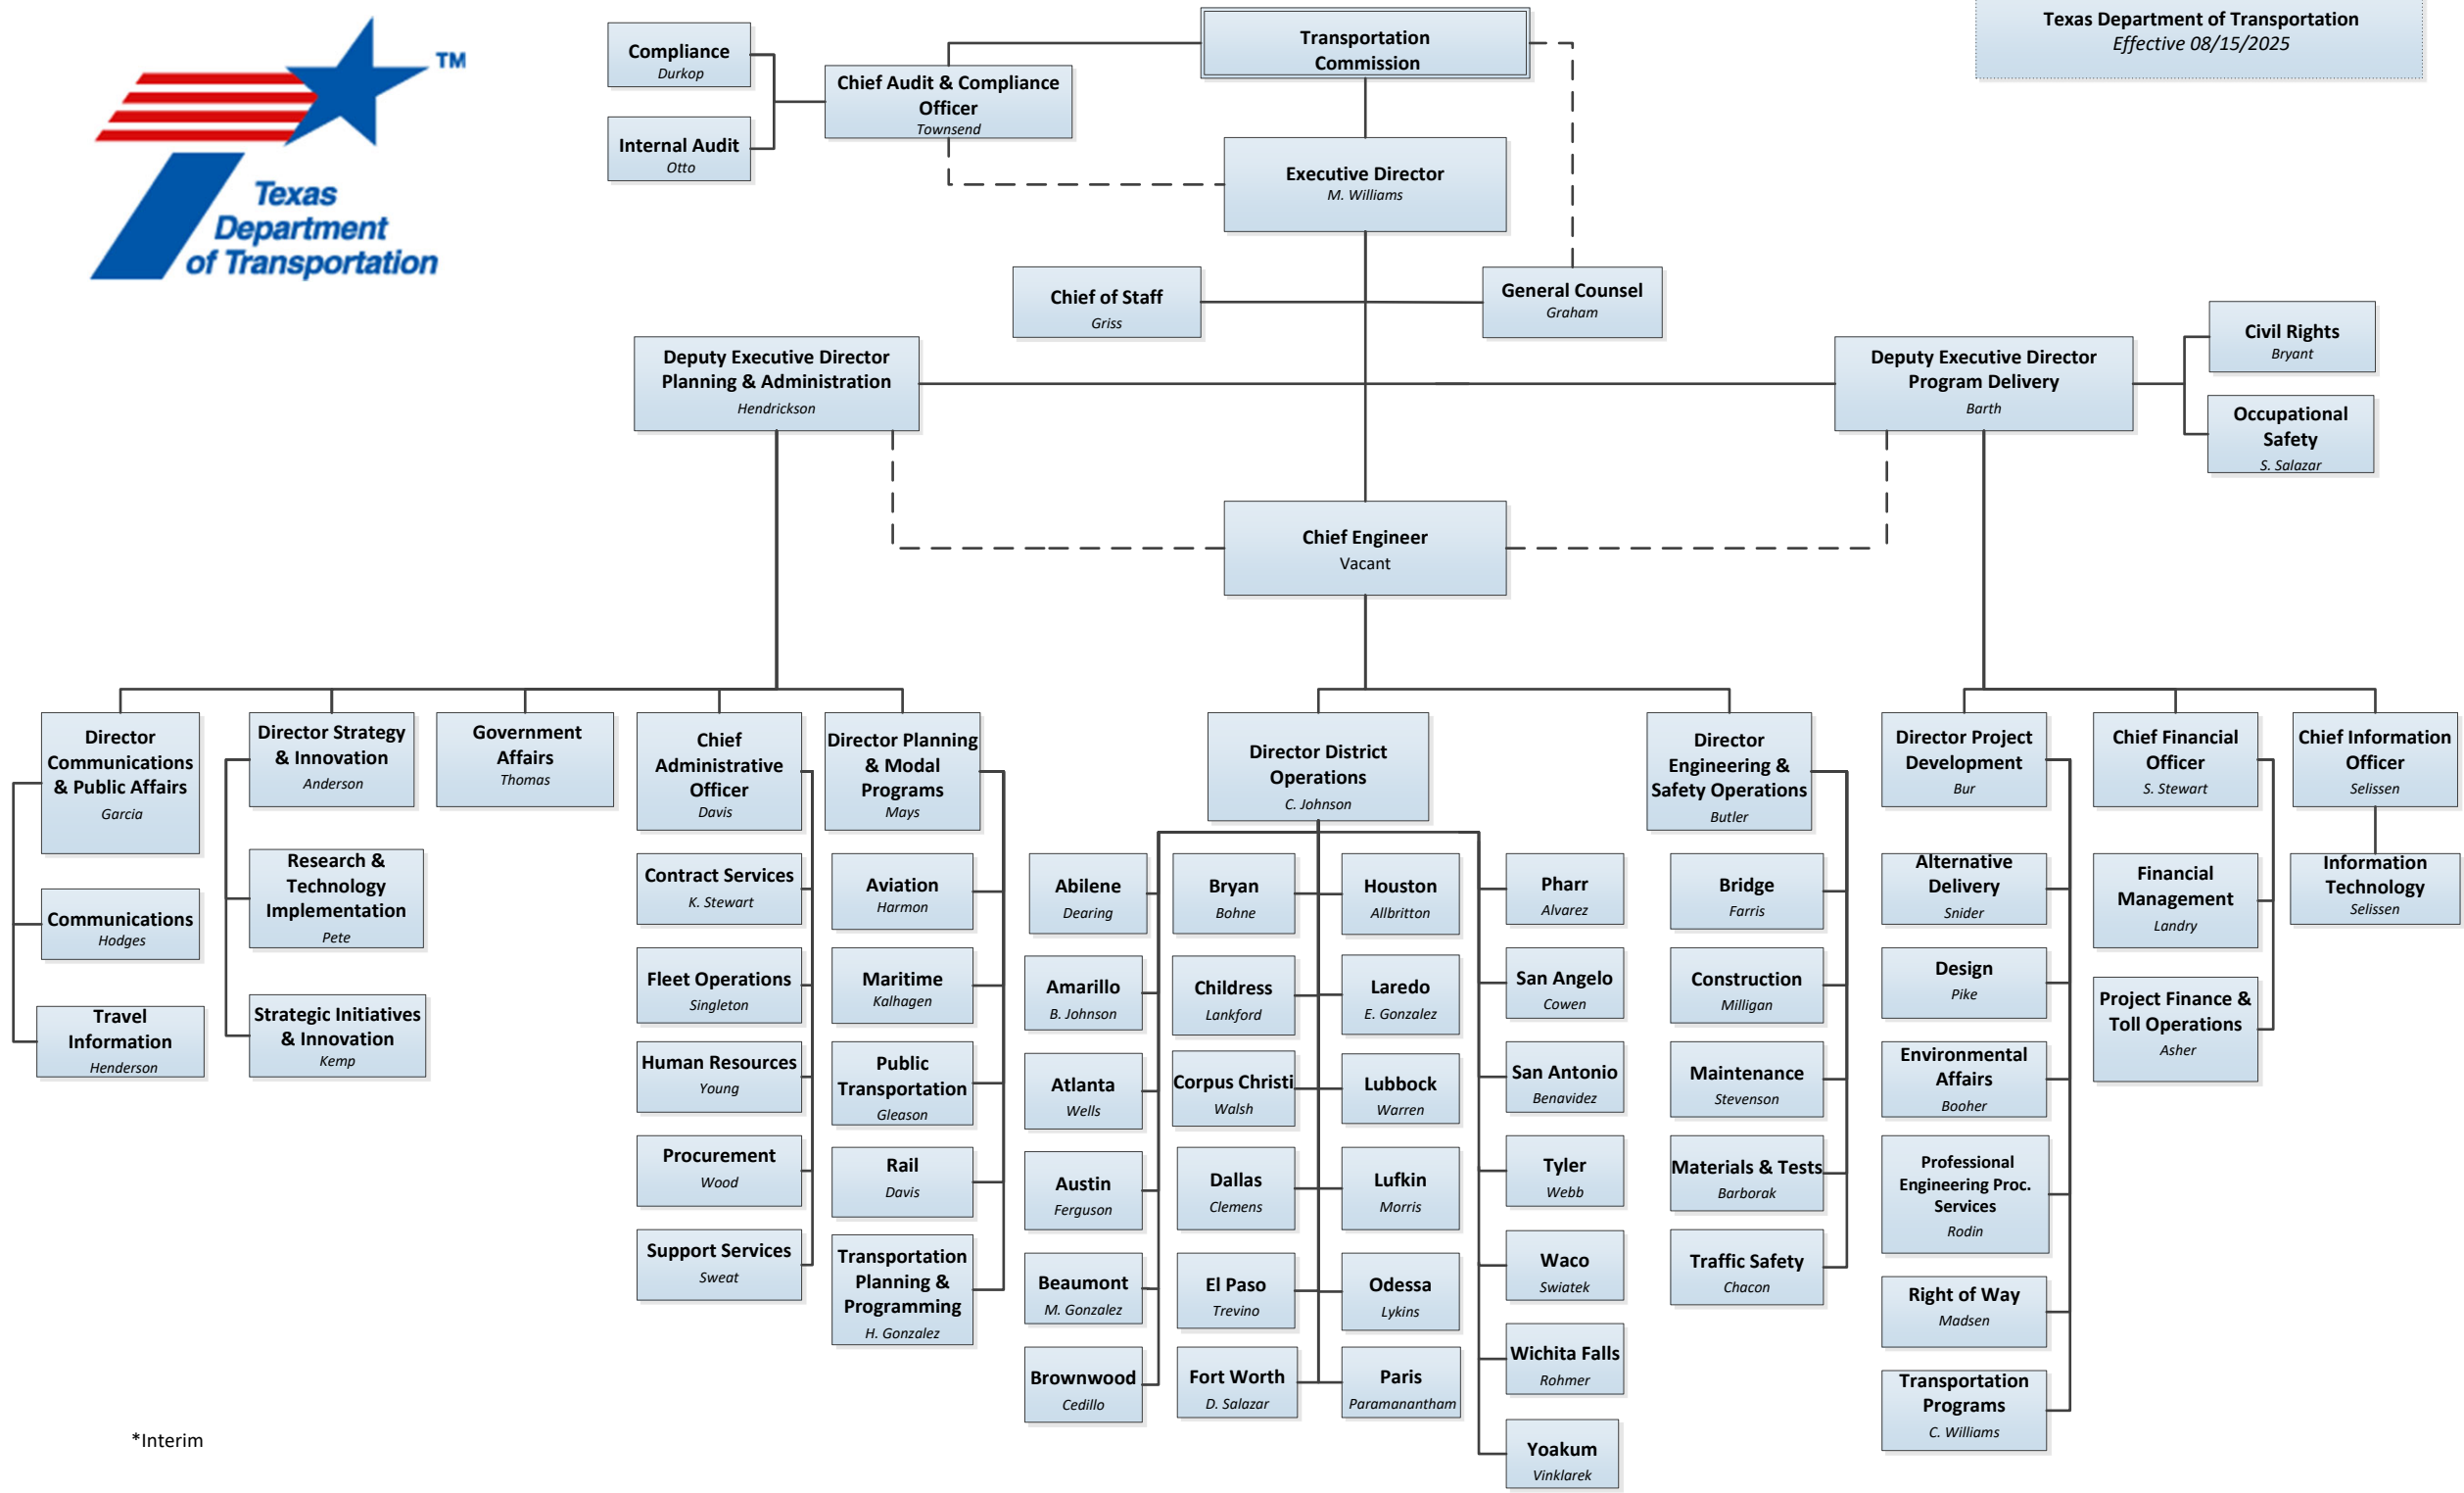 TM
Texas
Department
of Transportation
Compliance
Durkop
Internal Audit
Otto
Chief Audit & Compliance
Officer
Townsend
Transportation
Commission
Texas Department of Transportation
Effective 08/15/2025
Executive Director
M. Williams
Chief of Staff
Griss
General Counsel
Graham
Deputy Executive Director
Planning & Administration
Hendrickson
Deputy Executive Director
Program Delivery
Barth
Civil Rights
Bryant
Occupational
Safety
S. Salazar
Chief Engineer
Vacant
Director
Communications
& Public Affairs
Garcia
Communications
Hodges
Travel
Information
Henderson
Director Strategy
& Innovation
Anderson
Research &
Technology
Implementation
Pete
Strategic Initiatives
& Innovation
Kemp
Government
Affairs
Thomas
Chief
Administrative
Officer
Davis
Contract Services
K. Stewart
Fleet Operations
Singleton
Human Resources
Young
Procurement
Wood
Support Services
Sweat
Director Planning
& Modal
Programs
Mays
Aviation
Harmon
Maritime
Kalhagen
Public
Transportation
Gleason
Rail
Davis
Transportation
Planning &
Programming
H. Gonzalez
Director District
Operations
C. Johnson
Abilene
Dearing
Amarillo
B. Johnson
Atlanta
Wells
Austin
Ferguson
Beaumont
M. Gonzalez
Brownwood
Cedillo
Bryan
Bohne
Childress
Lankford
Corpus Christi
Walsh
Dallas
Clemens
El Paso
Trevino
Fort Worth
D. Salazar
Houston
Allbritton
Laredo
E. Gonzalez
Lubbock
Warren
Lufkin
Morris
Odessa
Lykins
Paris
Paramanantham
Pharr
Alvarez
San Angelo
Cowen
San Antonio
Benavidez
Tyler
Webb
Waco
Swiatek
Wichita Falls
Rohmer
Yoakum
Vinklarek
Director
Engineering &
Safety Operations
Butler
Bridge
Farris
Construction
Milligan
Maintenance
Stevenson
Materials & Tests
Barborak
Traffic Safety
Chacon
Director Project
Development
Bur
Alternative
Delivery
Snider
Design
Pike
Environmental
Affairs
Booher
Professional
Engineering Proc.
Services
Rodin
Right of Way
Madsen
Transportation
Programs
C. Williams
Chief Financial
Officer
S. Stewart
Financial
Management
Landry
Project Finance &
Toll Operations
Asher
Chief Information
Officer
Selissen
Information
Technology
Selissen
*Interim